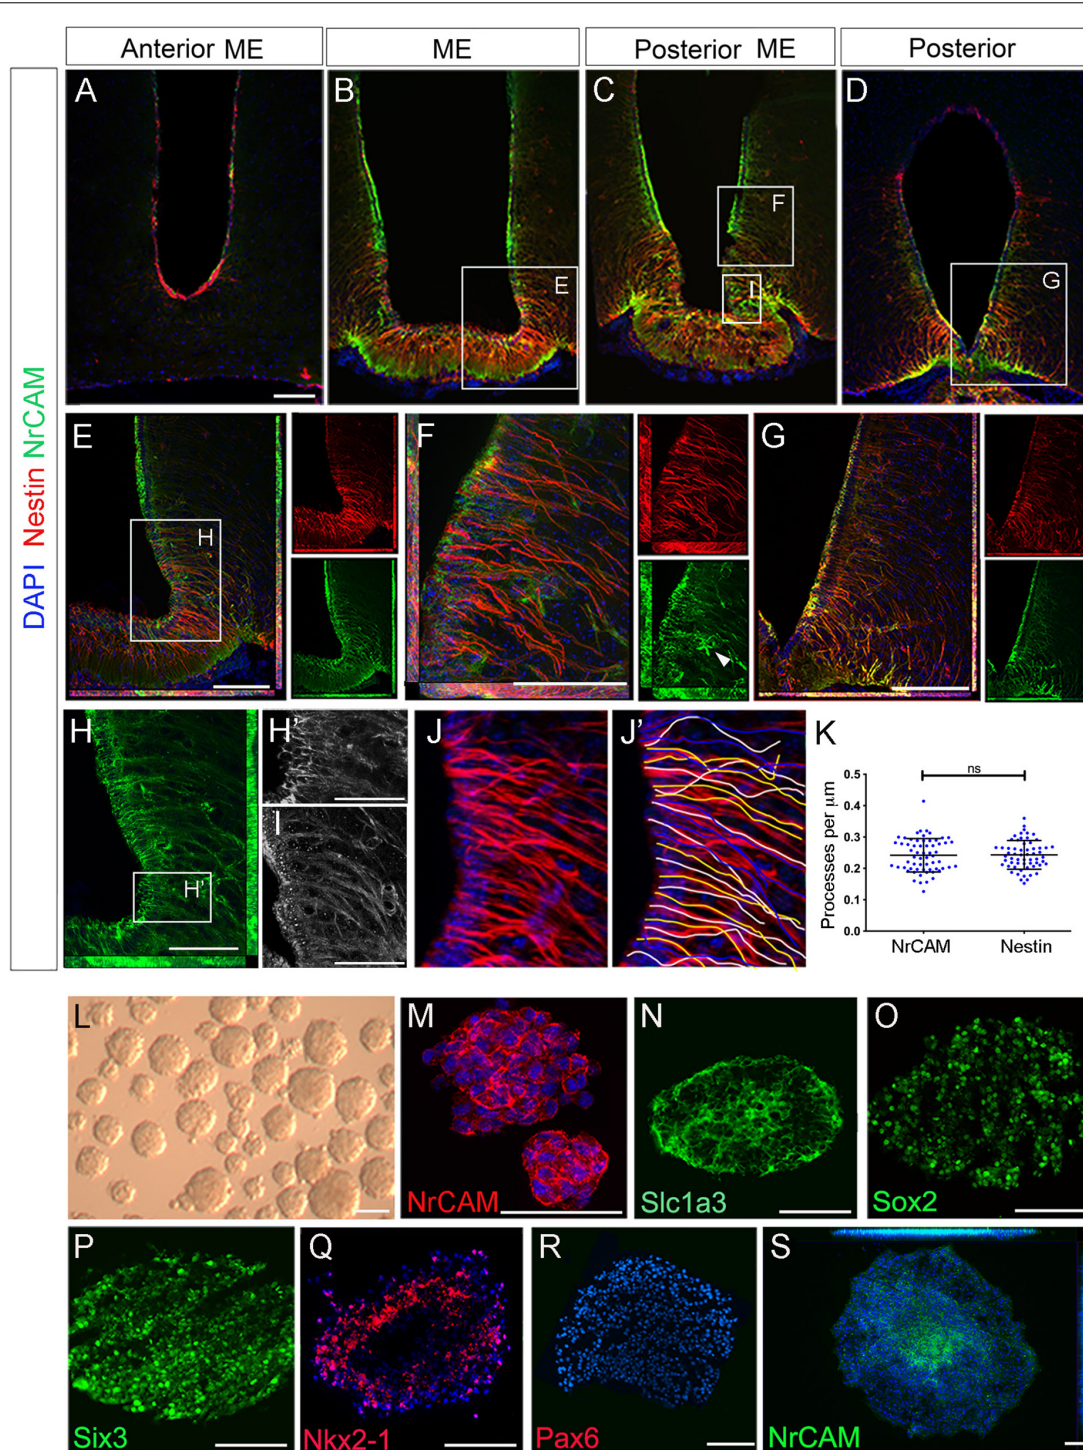 Anterior ME
ME
Posterior ME
Posterior
DAPI Nestin NrCAM
A
B
C
D
E
F
I
G
E
F
G
H
H
H'
H'
I
J
J'
K
ns
Processes per μm
0.5
0.4
0.3
0.2
0.1
0.0
NrCAM
Nestin
L
M
NrCAM
N
Slc1a3
O
Sox2
P
Six3
Q
Nkx2-1
R
Pax6
S
NrCAM